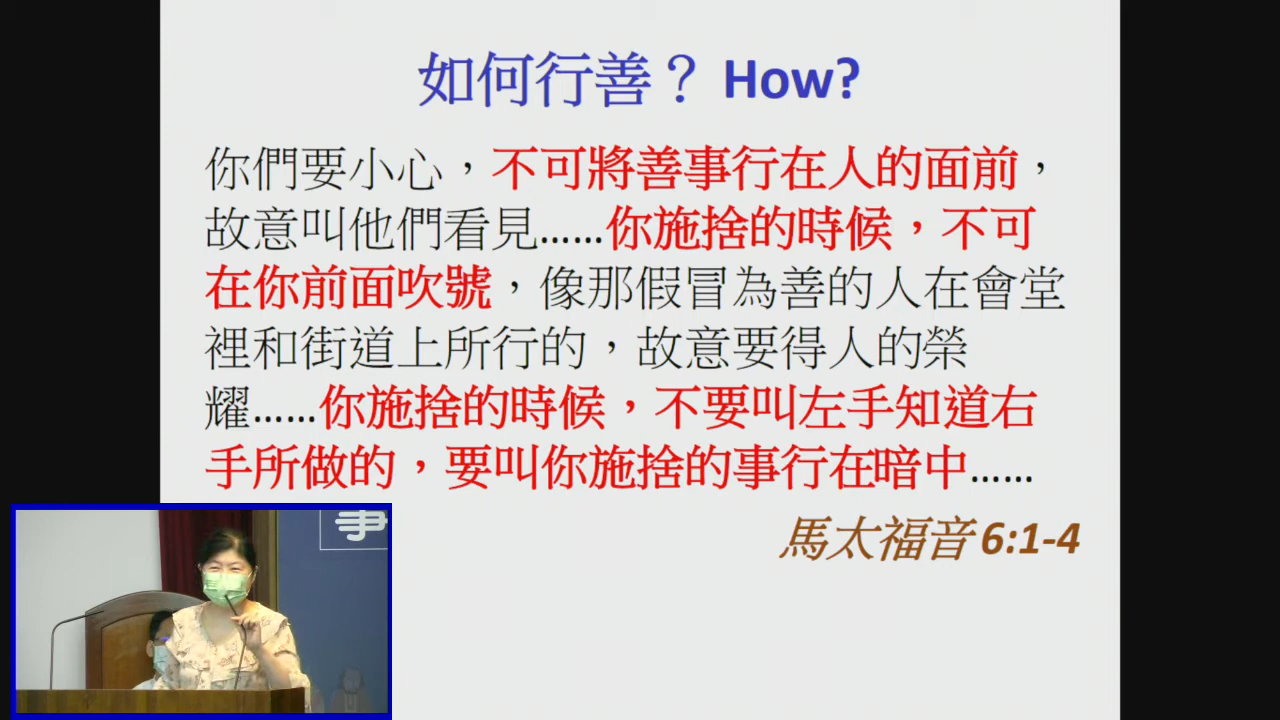 如何行善？ How?
你們要小心，不可將善事行在人的面前，
故意叫他們看見……你施捨的時候，不可
在你前面吹號，像那假冒為善的人在會堂
裡和街道上所行的，故意要得人的榮
耀……你施捨的時候，不要叫左手知道右
手所做的，要叫你施捨的事行在暗中……
馬太福音 6:1-4